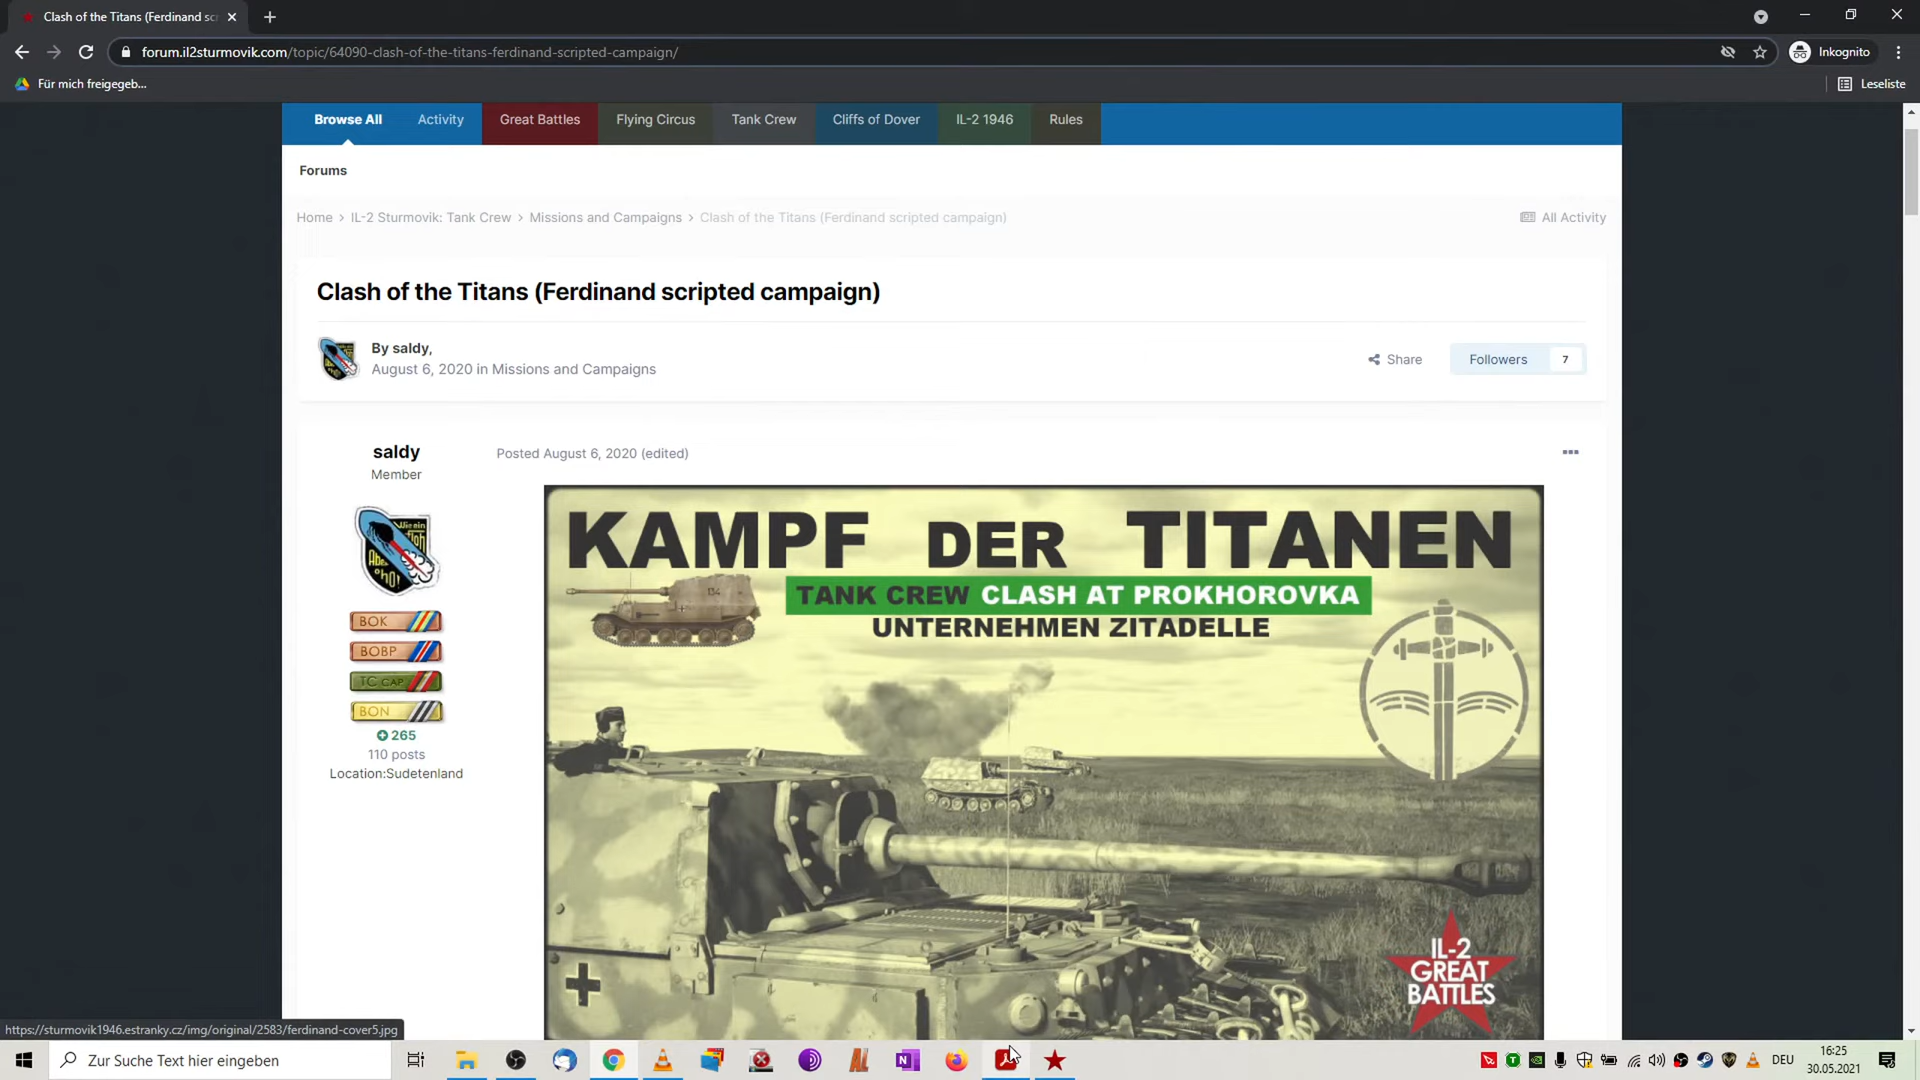 Clash of the Titans (Ferdinand sc
forum.il2sturmovik.com/topic/64090-clash-of-the-titans-ferdinand-scripted-campaign/
Inkognito
Für mich freigegeb...
Leseliste
Browse All
Activity
Great Battles
Flying Circus
Tank Crew
Cliffs of Dover
IL-2 1946
Rules
Forums
Home > IL-2 Sturmovik: Tank Crew > Missions and Campaigns > Clash of the Titans (Ferdinand scripted campaign)
All Activity
Clash of the Titans (Ferdinand scripted campaign)
By saldy,
August 6, 2020 in Missions and Campaigns
Share
Followers 7
saldy
Member
Posted August 6, 2020 (edited)
BOK
BOBP
TC CAP
BON
265
110 posts
Location:Sudetenland
KAMPF DER TITANEN
TANK CREW CLASH AT PROKHOROVKA
UNTERNEHMEN ZITADELLE
IL-2
GREAT
BATTLES
https://sturmovik1946.estranky.cz/img/original/2583/ferdinand-cover5.jpg
Zur Suche Text hier eingeben
DEU
16:25
30.05.2021